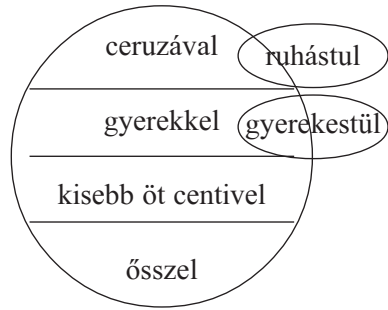 ceruzával ruhástul
gyerekkel gyerekestül
kisebb öt centivel
ősszel